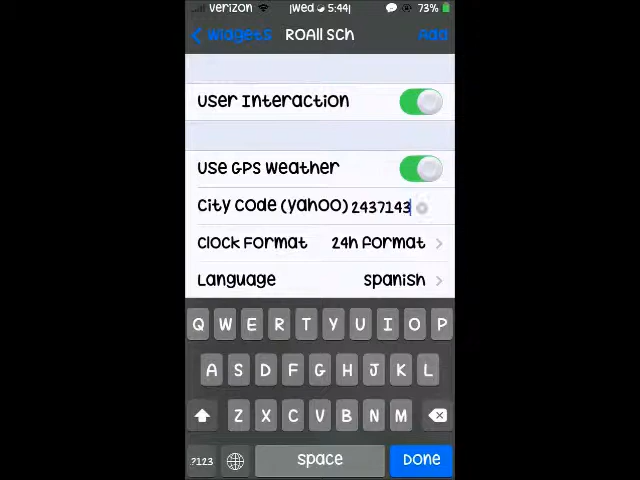 verizon |Wed 5:44| 73%
Widgets ROAll Sch Add
User Interaction
Use GPS Weather
City Code (Yahoo) 2437143
Clock Format 24h Format
Language Spanish
Q W E R T Y U I O P
A S D F G H J K L
Z X C V B N M
.?123 space Done